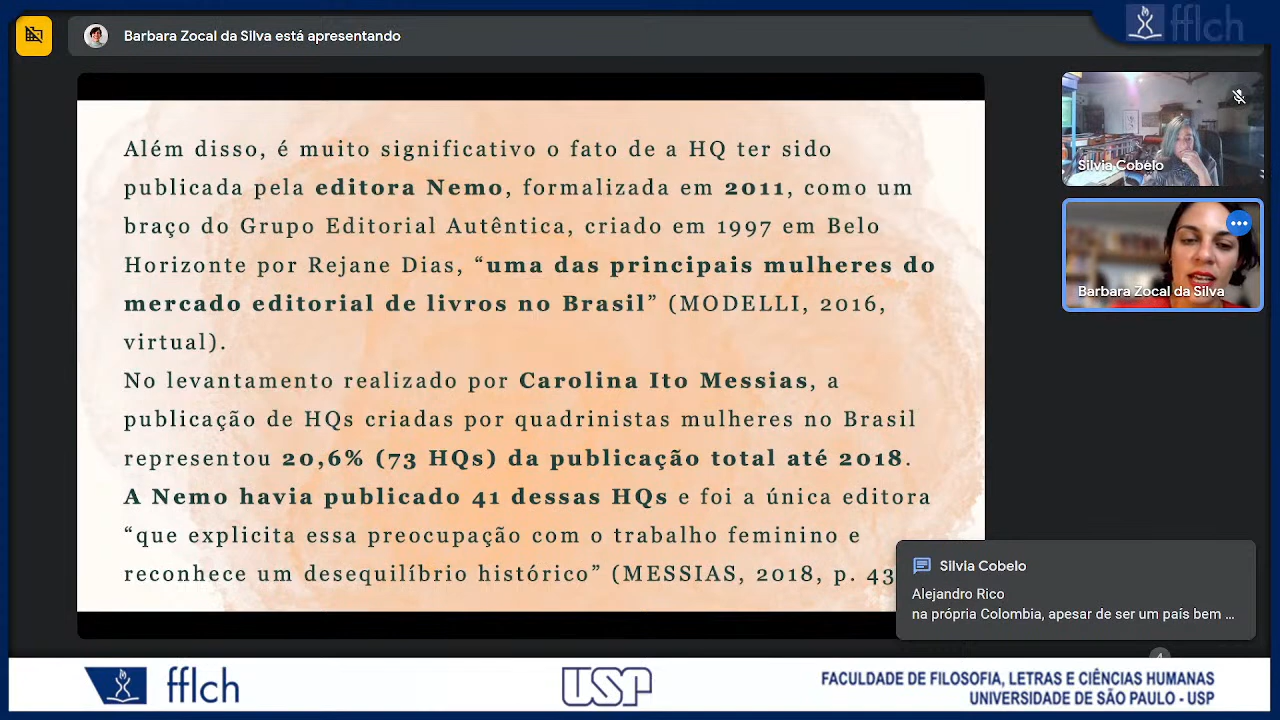 Barbara Zocal da Silva está apresentando
fflch
Além disso, é muito significativo o fato de a HQ ter sido
publicada pela editora Nemo, formalizada em 2011, como um
braço do Grupo Editorial Autêntica, criado em 1997 em Belo
Horizonte por Rejane Dias, “uma das principais mulheres do
mercado editorial de livros no Brasil” (MODELLI, 2016,
virtual).
No levantamento realizado por Carolina Ito Messias, a
publicação de HQs criadas por quadrinistas mulheres no Brasil
representou 20,6% (73 HQs) da publicação total até 2018.
A Nemo havia publicado 41 dessas HQs e foi a única editora
“que explicita essa preocupação com o trabalho feminino e
reconhece um desequilíbrio histórico” (MESSIAS, 2018, p. 43
Silvia Cobelo
Barbara Zocal da Silva
Silvia Cobelo
Alejandro Rico
na própria Colombia, apesar de ser um país bem ...
fflch
USP
FACULDADE DE FILOSOFIA, LETRAS E CIÊNCIAS HUMANAS
UNIVERSIDADE DE SÃO PAULO - USP